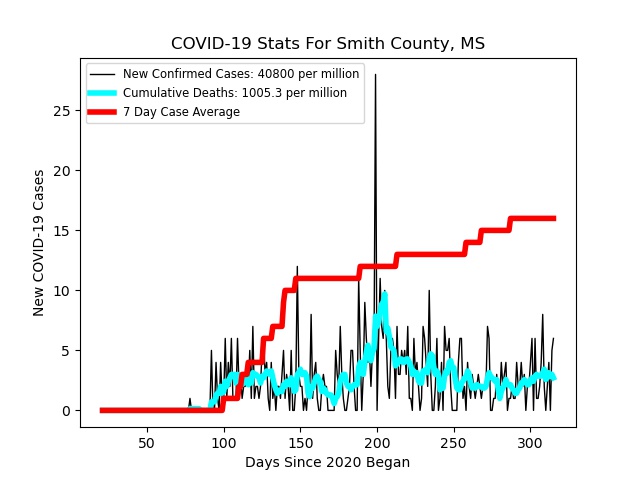 COVID-19 Stats For Smith County, MS
New Confirmed Cases: 40800 per million
Cumulative Deaths: 1005.3 per million
7 Day Case Average
New COVID-19 Cases
25
20
15
10
5
0
50
100
150
200
250
300
Days Since 2020 Began